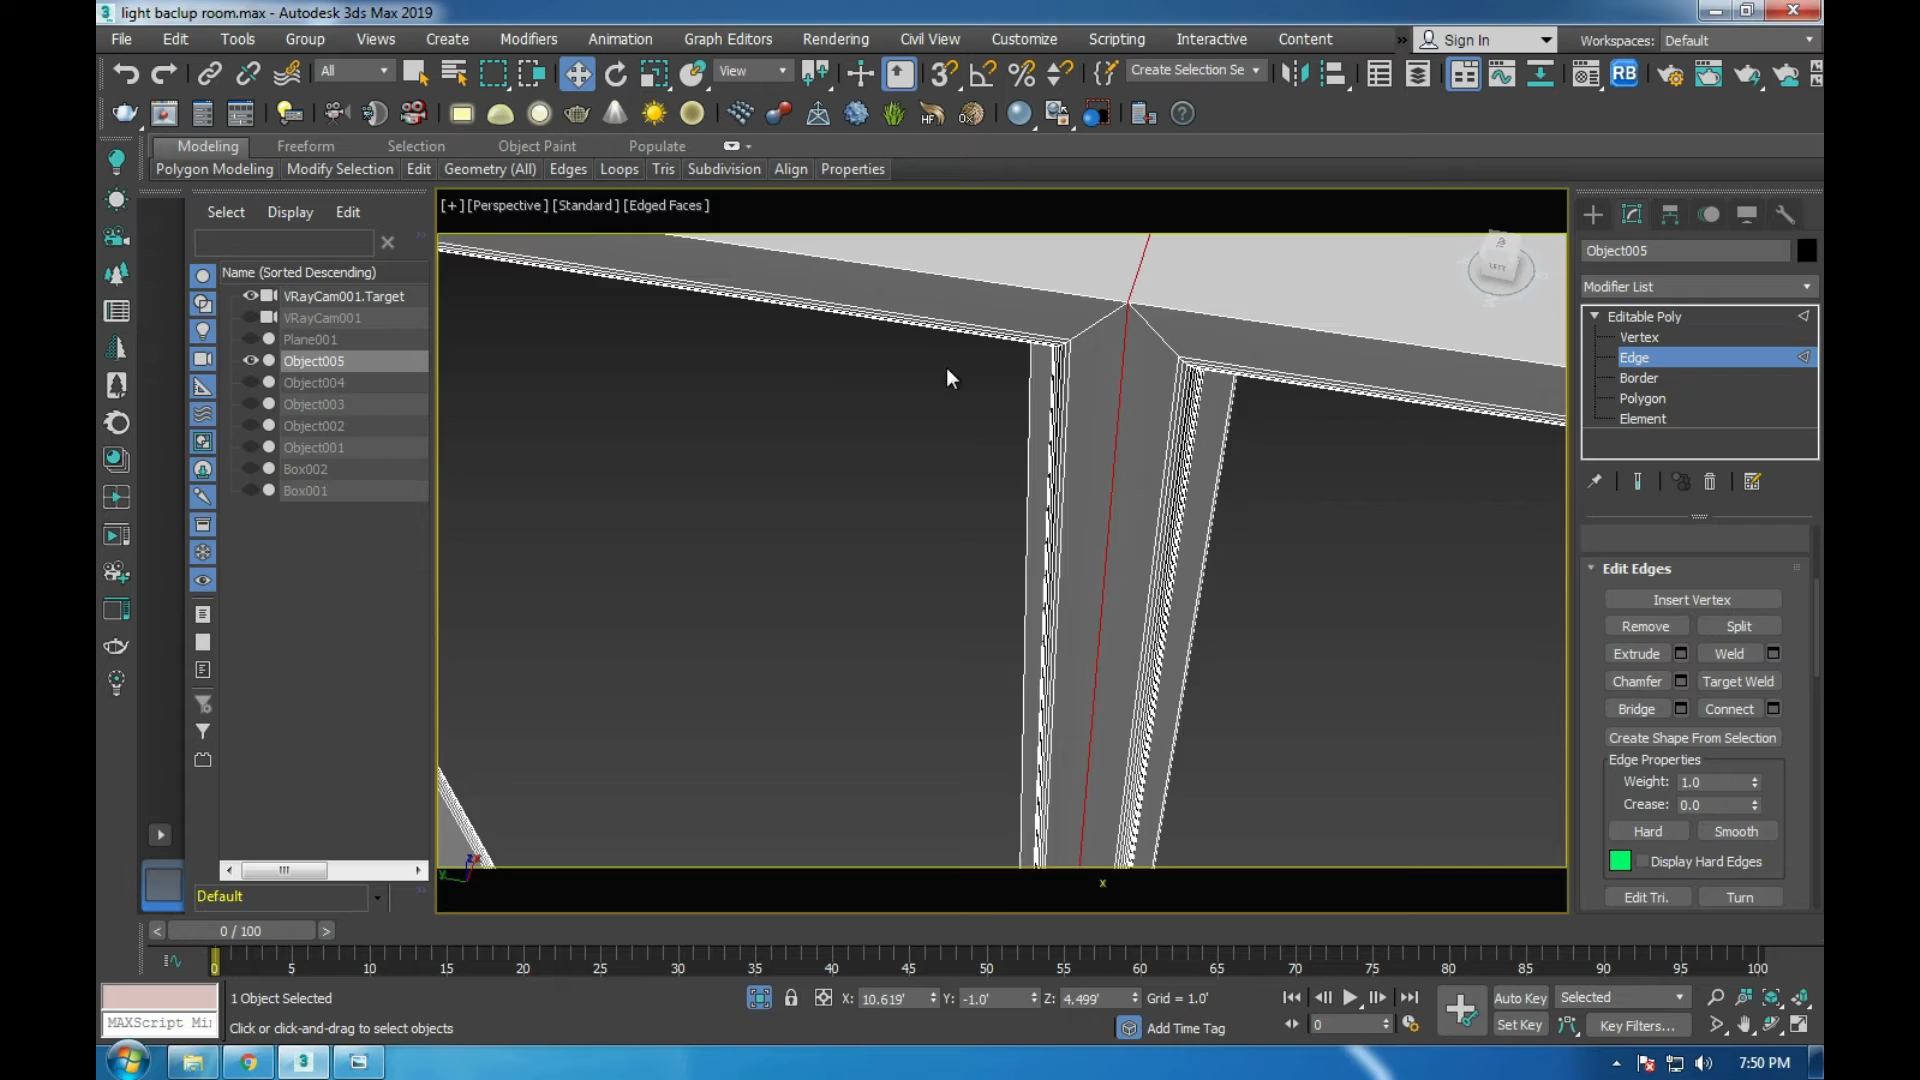 light baclup room.max - Autodesk 3ds Max 2019
File Edit Tools Group Views Create Modifiers Animation Graph Editors Rendering Civil View Customize Scripting Interactive Content » Sign In Workspaces: Default
All View Create Selection Se RB
HF
Modeling Freeform Selection Object Paint Populate
Polygon Modeling Modify Selection Edit Geometry (All) Edges Loops Tris Subdivision Align Properties
Select Display Edit
Name (Sorted Descending)
VRayCam001.Target
VRayCam001
Plane001
Object005
Object004
Object003
Object002
Object001
Box002
Box001
Default
[+] [Perspective] [Standard] [Edged Faces]
LEFT
x
Object005
Modifier List
Editable Poly
Vertex
Edge
Border
Polygon
Element
Edit Edges
Insert Vertex
Remove Split
Extrude Weld
Chamfer Target Weld
Bridge Connect
Create Shape From Selection
Edge Properties
Weight: 1.0
Crease: 0.0
Hard Smooth
Display Hard Edges
Edit Tri. Turn
< 0 / 100 >
0 5 10 15 20 25 30 35 40 45 50 55 60 65 70 75 80 85 90 95 100
1 Object Selected X: 10.619' Y: -1.0' Z: 4.499' Grid = 1.0' Auto Key Selected
MAXScript Mi Click or click-and-drag to select objects Add Time Tag 0 Set Key Key Filters...
7:50 PM